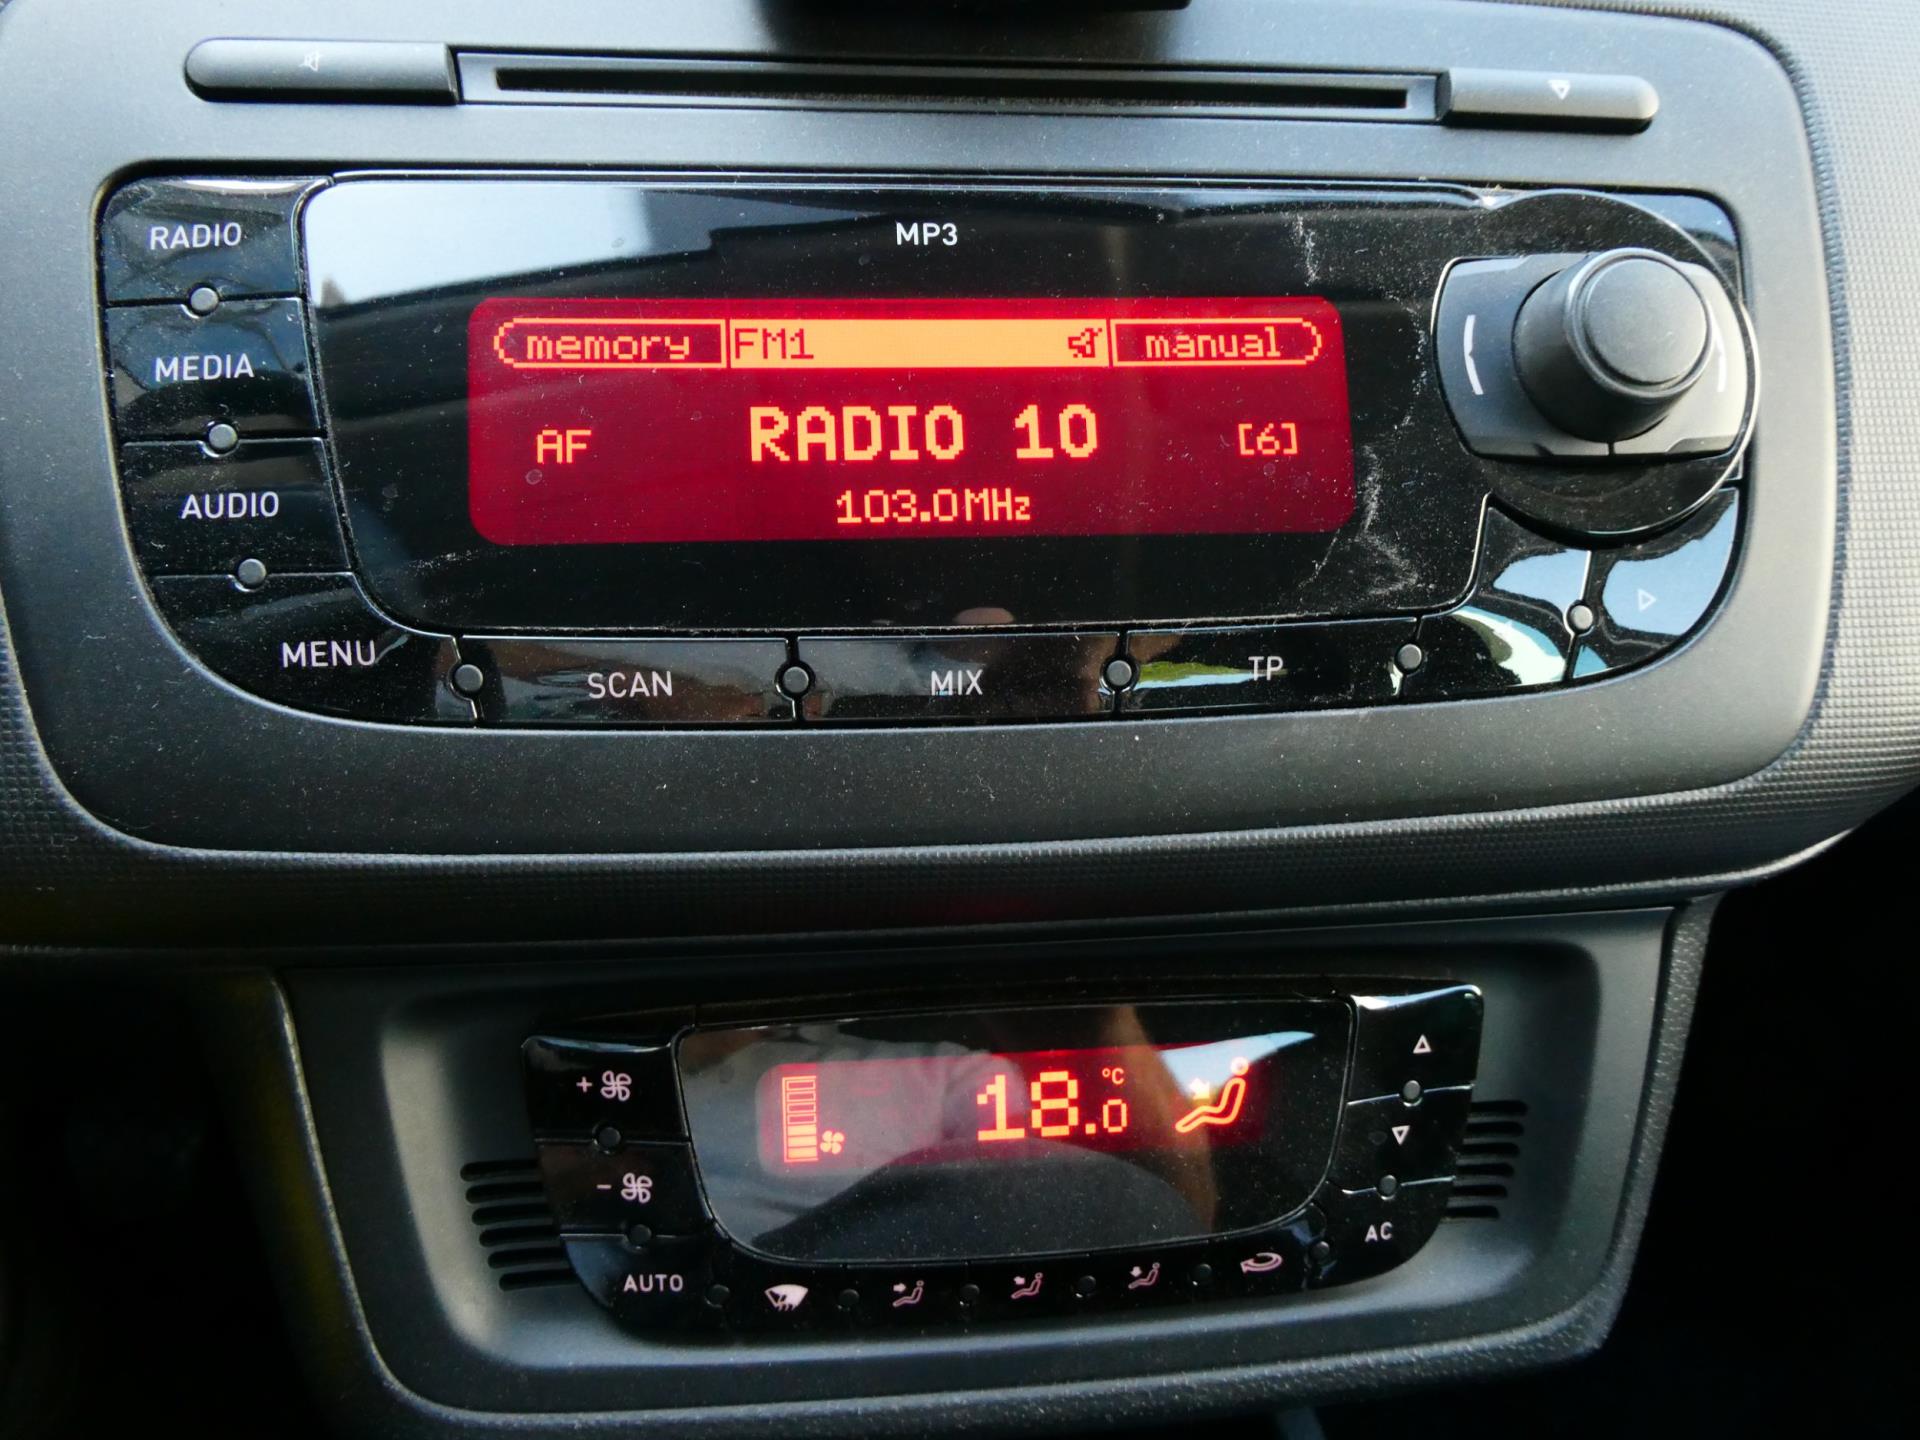 RADIO
MP3
memory FM1 manual
MEDIA
AF RADIO 10 [6]
103.0MHz
AUDIO
MENU
SCAN
MIX
TP
+
18.0 °C
-
AUTO
AC